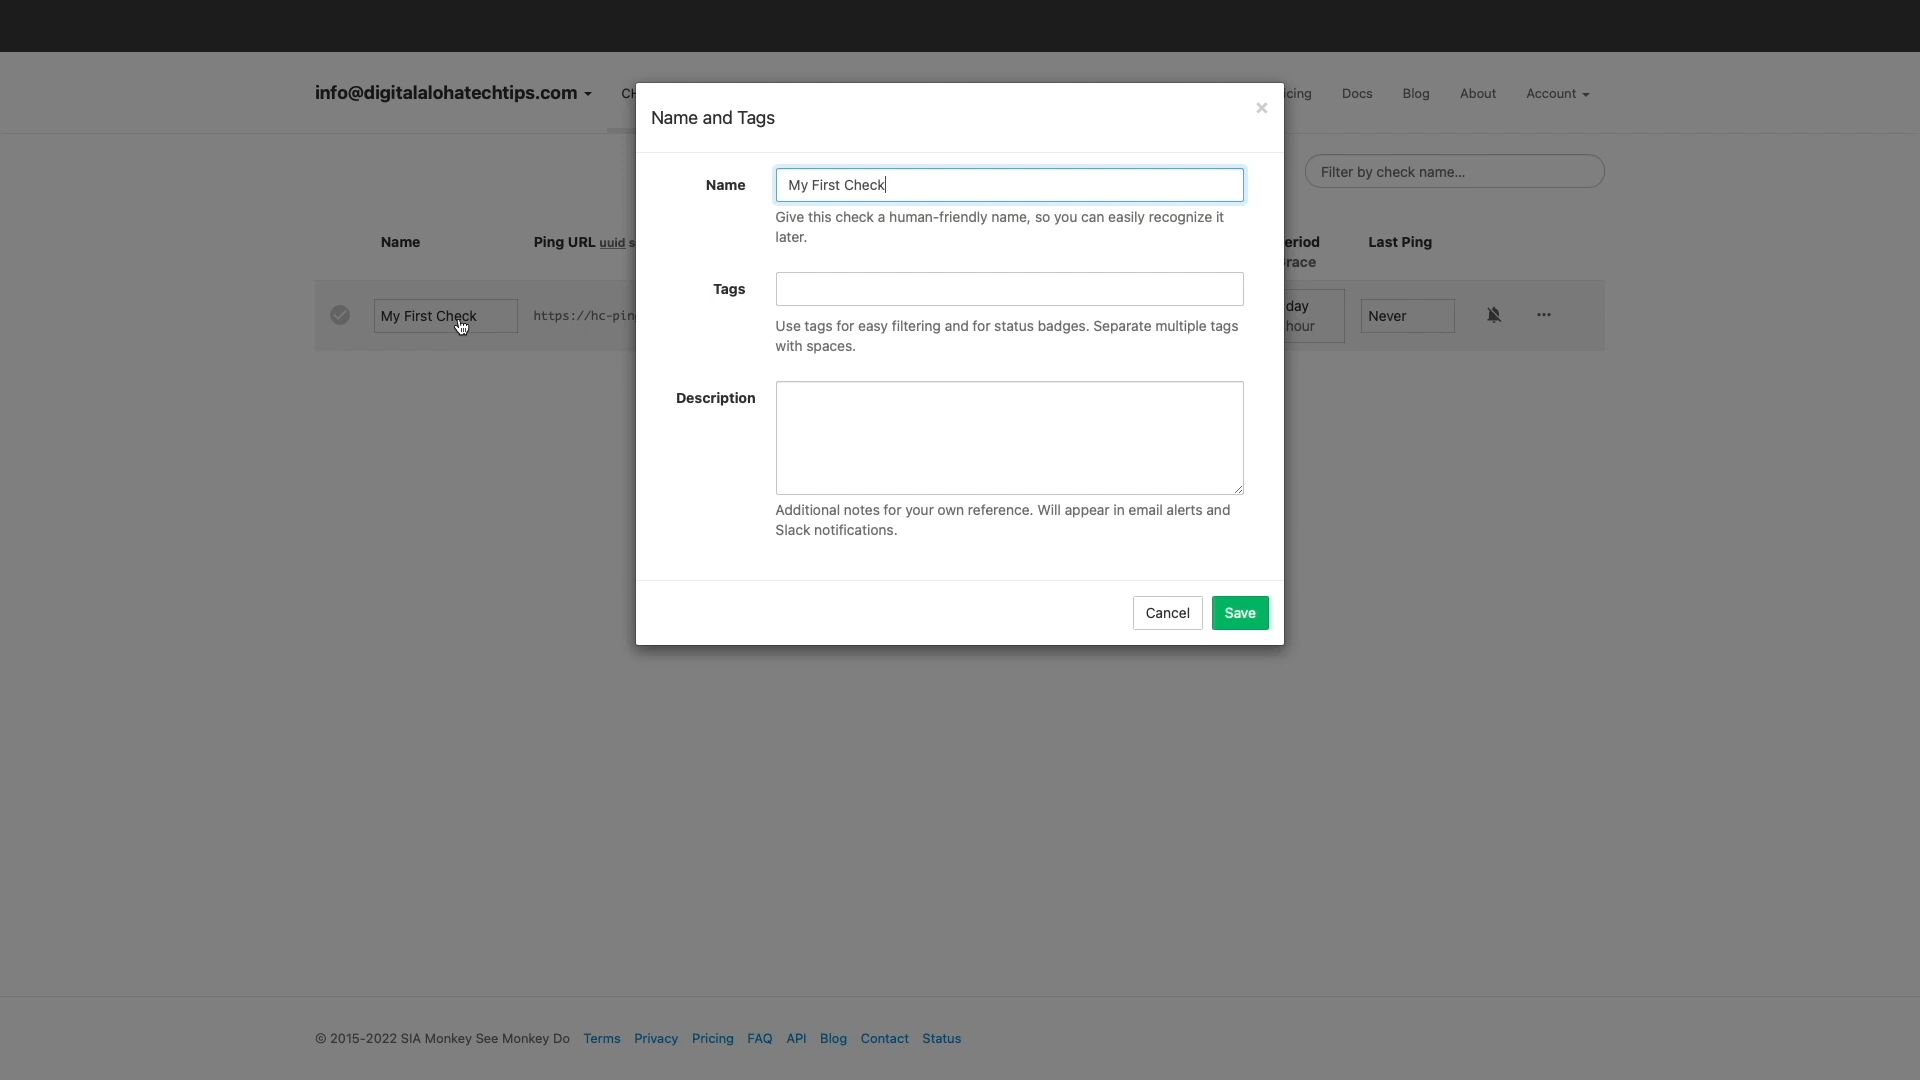 info@digitalalohatechtips.com
Docs
Blog
About
Account
Name and Tags
×
Filter by check name...
Name
My First Check
Give this check a human-friendly name, so you can easily recognize it
later.
Name
Ping URL uuid
Last Ping
Tags
My First Check
https://hc-pin
day
hour
Never
Use tags for easy filtering and for status badges. Separate multiple tags
with spaces.
Description
Additional notes for your own reference. Will appear in email alerts and
Slack notifications.
Cancel
Save
© 2015-2022 SIA Monkey See Monkey Do Terms Privacy Pricing FAQ API Blog Contact Status